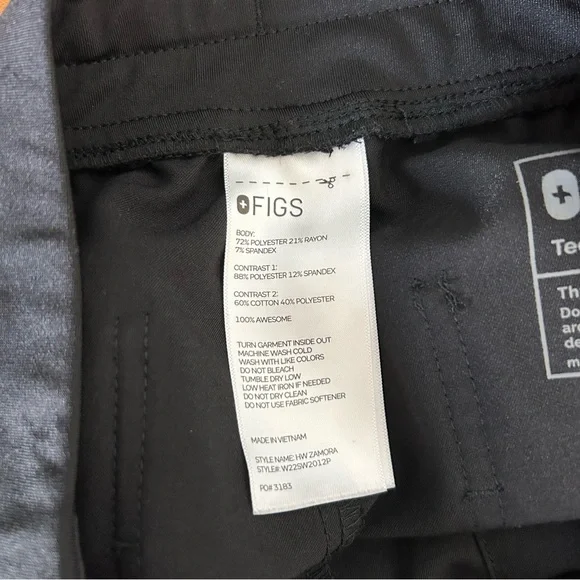 FIGS
BODY:
72% POLYESTER 21% RAYON
7% SPANDEX
CONTRAST 1:
88% POLYESTER 12% SPANDEX
CONTRAST 2:
60% COTTON 40% POLYESTER
100% AWESOME
TURN GARMENT INSIDE OUT
MACHINE WASH COLD
WASH WITH LIKE COLORS
DO NOT BLEACH
TUMBLE DRY LOW
LOW HEAT IRON IF NEEDED
DO NOT DRY CLEAN
DO NOT USE FABRIC SOFTENER
MADE IN VIETNAM
STYLE NAME: HW ZAMORA
STYLE#: W22SW2012P
PO# 3183
Th
Do
are